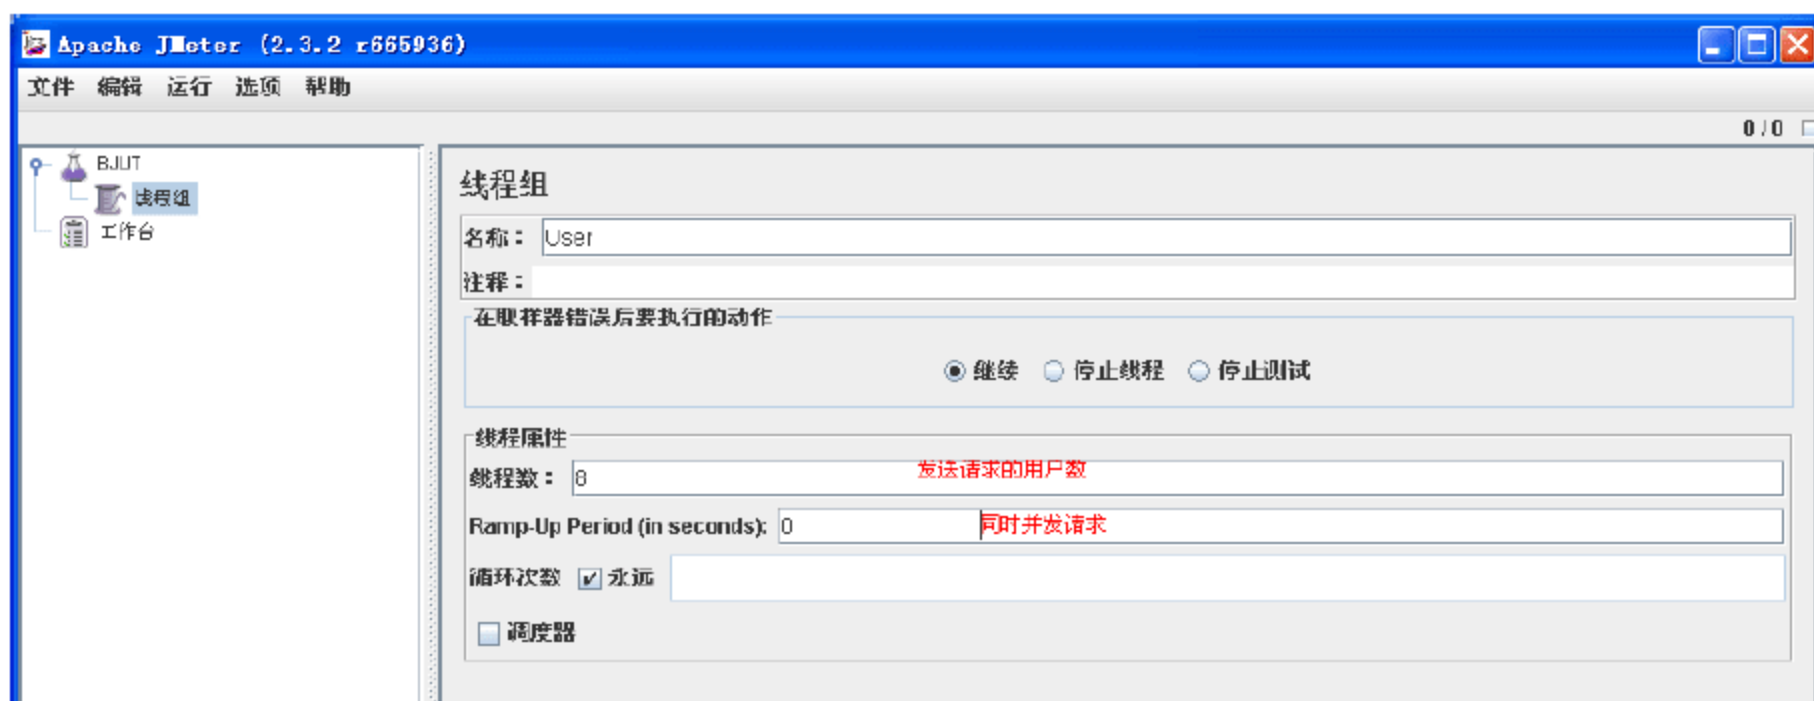 Apache JMeter (2.3.2 r665936)
文件 编辑 运行 选项 帮助
0 / 0
BJUT
线程组
工作台
线程组
名称： User
注释：
在取样器错误后要执行的动作
继续 停止线程 停止测试
线程属性
线程数： 8 发送请求的用户数
Ramp-Up Period (in seconds): 0 同时并发请求
循环次数 永远
调度器